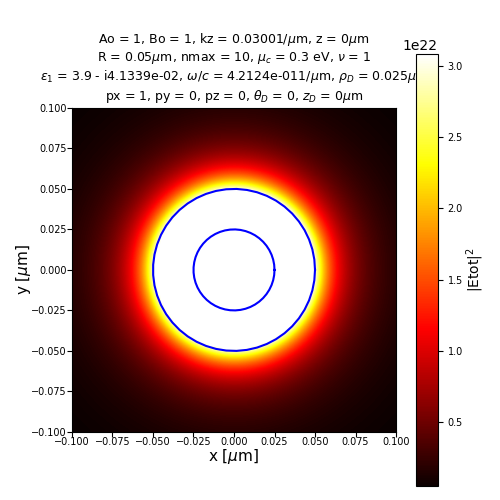 Ao = 1, Bo = 1, kz = 0.03001/μm, z = 0μm
R = 0.05μm, nmax = 10, μc = 0.3 eV, ν = 1
ε1 = 3.9 - i4.1339e-02, ω/c = 4.2124e-011/μm, ρD = 0.025μ
px = 1, py = 0, pz = 0, θD = 0, zD = 0μm
1e22
0.100
0.075
0.050
0.025
0.000
−0.025
−0.050
−0.075
−0.100
y [μm]
−0.100 −0.075 −0.050 −0.025 0.000 0.025 0.050 0.075 0.100
x [μm]
3.0
2.5
2.0
1.5
1.0
0.5
|Etot|²